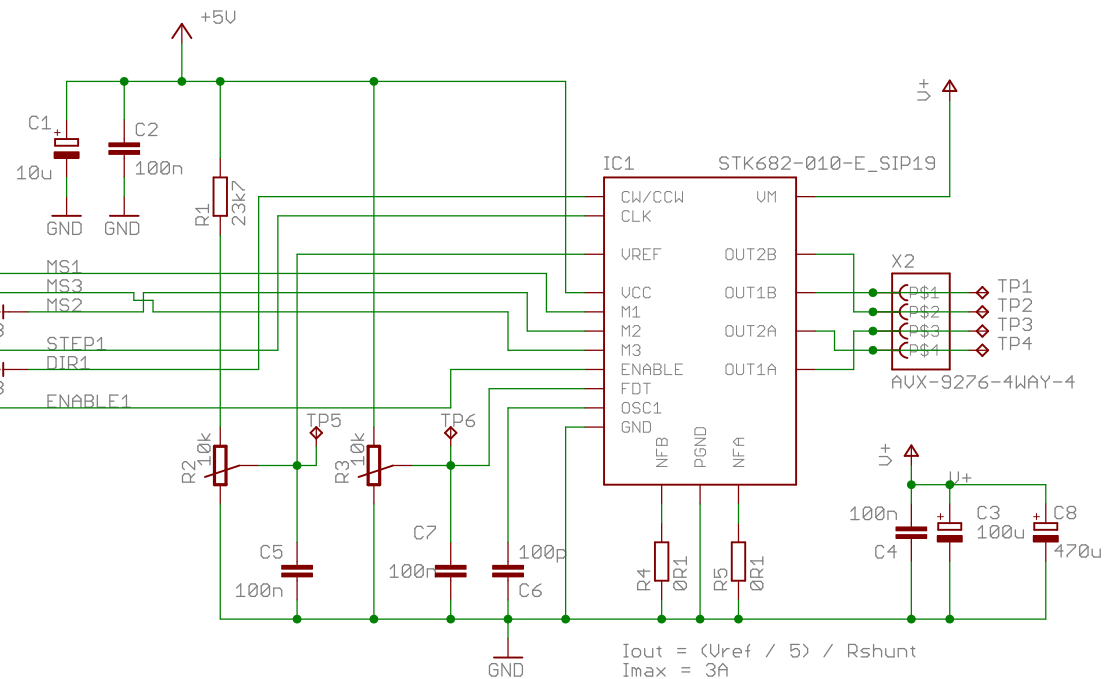 +5V
V+
C1
+
10u
C2
100n
R1
23k7
GND
GND
IC1
STK682-010-E_SIP19
CW/CCW
CLK
VREF
VCC
M1
M2
M3
ENABLE
FDT
OSC1
GND
VM
OUT2B
OUT1B
OUT2A
OUT1A
NFB
PGND
NFA
X2
P$1
P$2
P$3
P$4
TP1
TP2
TP3
TP4
AVX-9276-4WAY-4
MS1
MS3
MS2
STEP1
DIR1
ENABLE1
TP5
TP6
R2
10k
R3
10k
V+
V+
100n
C4
+
C3
100u
+
C8
470u
C5
100n
C7
100n
100p
C6
R4
0R1
R5
0R1
GND
Iout = (Vref / 5) / Rshunt
Imax = 3A